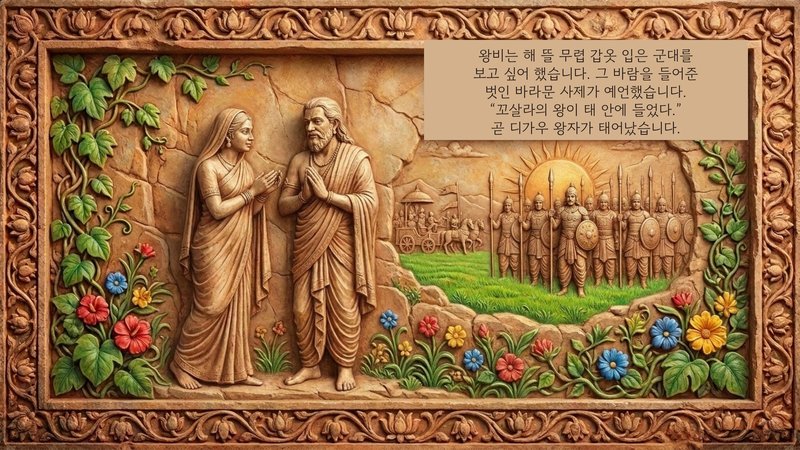 왕비는 해 뜰 무렵 갑옷 입은 군대를
보고 싶어 했습니다. 그 바람을 들어준
벗인 바라문 사제가 예언했습니다.
“꼬살라의 왕이 태 안에 들었다.”
곧 디가우 왕자가 태어났습니다.